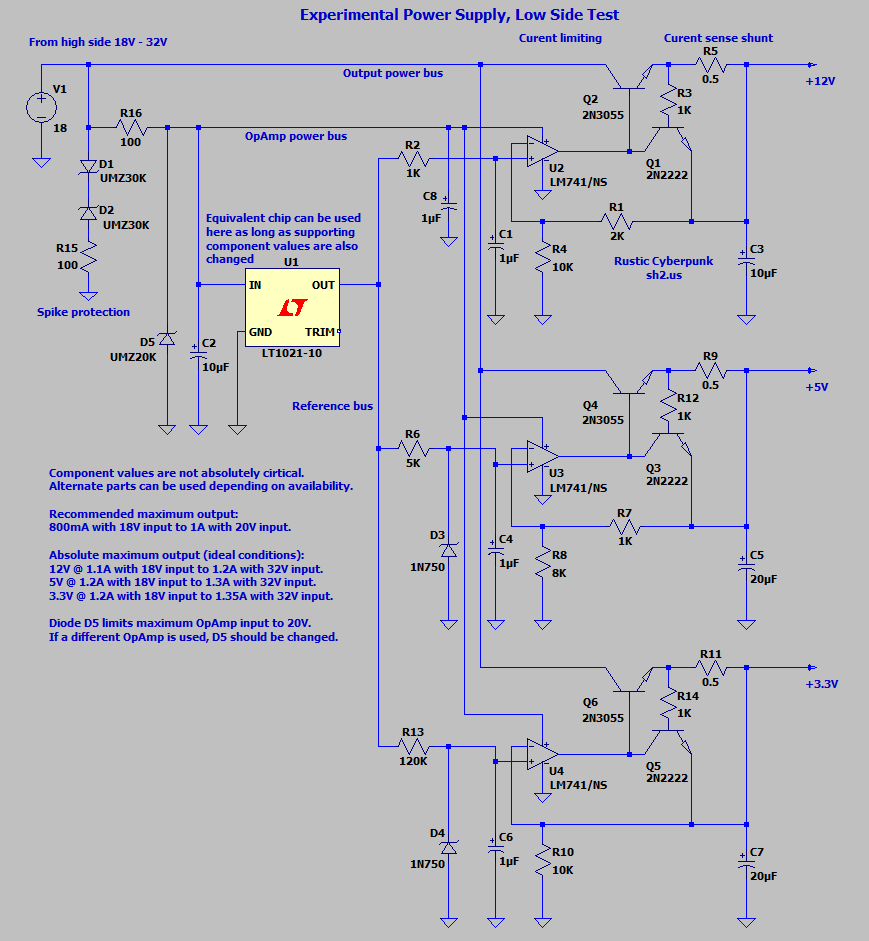 Experimental Power Supply, Low Side Test
From high side 18V - 32V
Curent limiting
Curent sense shunt
R5
0.5
+12V
Output power bus
V1
18
R16
100
OpAmp power bus
Q2
2N3055
R3
1K
Q1
2N2222
D1
UMZ30K
D2
UMZ30K
R15
100
Spike protection
R2
1K
U2
LM741/NS
C8
1µF
C1
1µF
R1
2K
R4
10K
Rustic Cyberpunk
sh2.us
C3
10µF
Equivalent chip can be used
here as long as supporting
component values are also
changed
U1
IN
OUT
GND
TRIM
LT1021-10
D5
UMZ20K
C2
10µF
Reference bus
R9
0.5
+5V
Q4
2N3055
R12
1K
Q3
2N2222
R6
5K
U3
LM741/NS
D3
1N750
C4
1µF
R7
1K
R8
8K
C5
20µF
Component values are not absolutely cirtical.
Alternate parts can be used depending on availability.
Recommended maximum output:
800mA with 18V input to 1A with 20V input.
Absolute maximum output (ideal conditions):
12V @ 1.1A with 18V input to 1.2A with 32V input.
5V @ 1.2A with 18V input to 1.3A with 32V input.
3.3V @ 1.2A with 18V input to 1.35A with 32V input.
Diode D5 limits maximum OpAmp input to 20V.
If a different OpAmp is used, D5 should be changed.
R11
0.5
+3.3V
Q6
2N3055
R14
1K
Q5
2N2222
R13
120K
U4
LM741/NS
D4
1N750
C6
1µF
R10
10K
C7
20µF